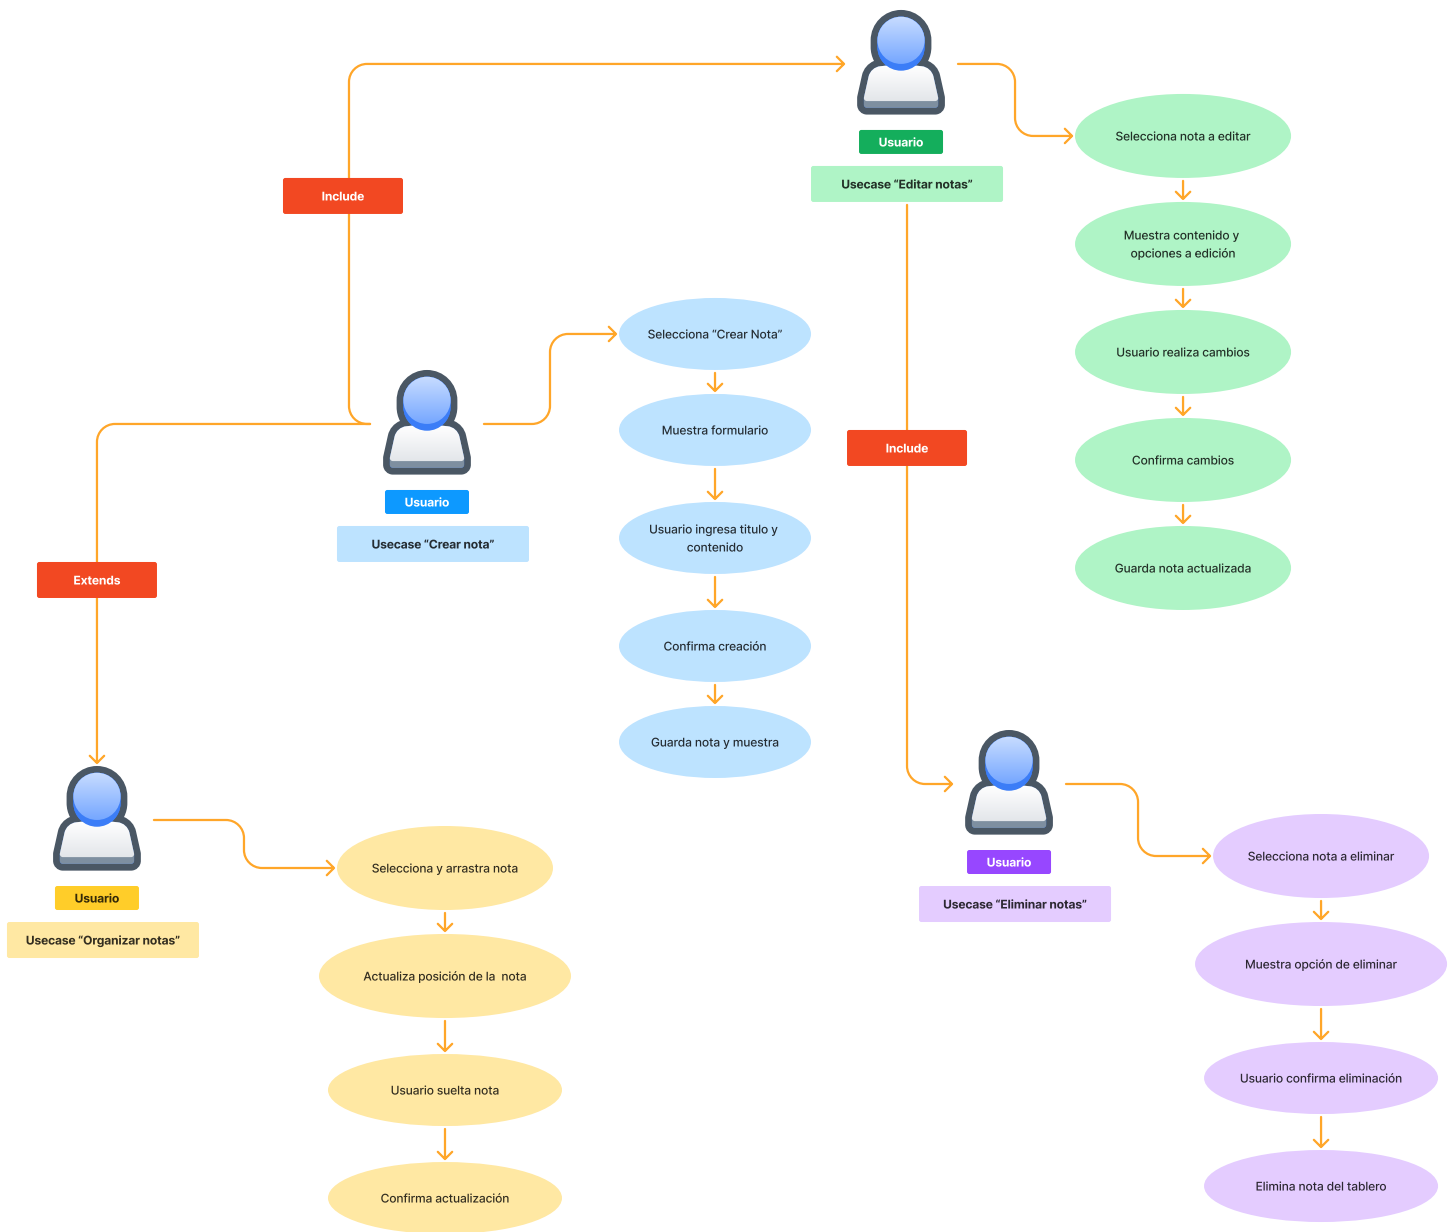 Usuario
Usecase “Editar notas”
Selecciona nota a editar
Muestra contenido y
opciones a edición
Usuario realiza cambios
Confirma cambios
Guarda nota actualizada
Include
Usuario
Usecase “Crear nota”
Selecciona “Crear Nota”
Muestra formulario
Usuario ingresa titulo y
contenido
Confirma creación
Guarda nota y muestra
Include
Extends
Usuario
Usecase “Organizar notas”
Selecciona y arrastra nota
Actualiza posición de la  nota
Usuario suelta nota
Confirma actualización
Usuario
Usecase “Eliminar notas”
Selecciona nota a eliminar
Muestra opción de eliminar
Usuario confirma eliminación
Elimina nota del tablero